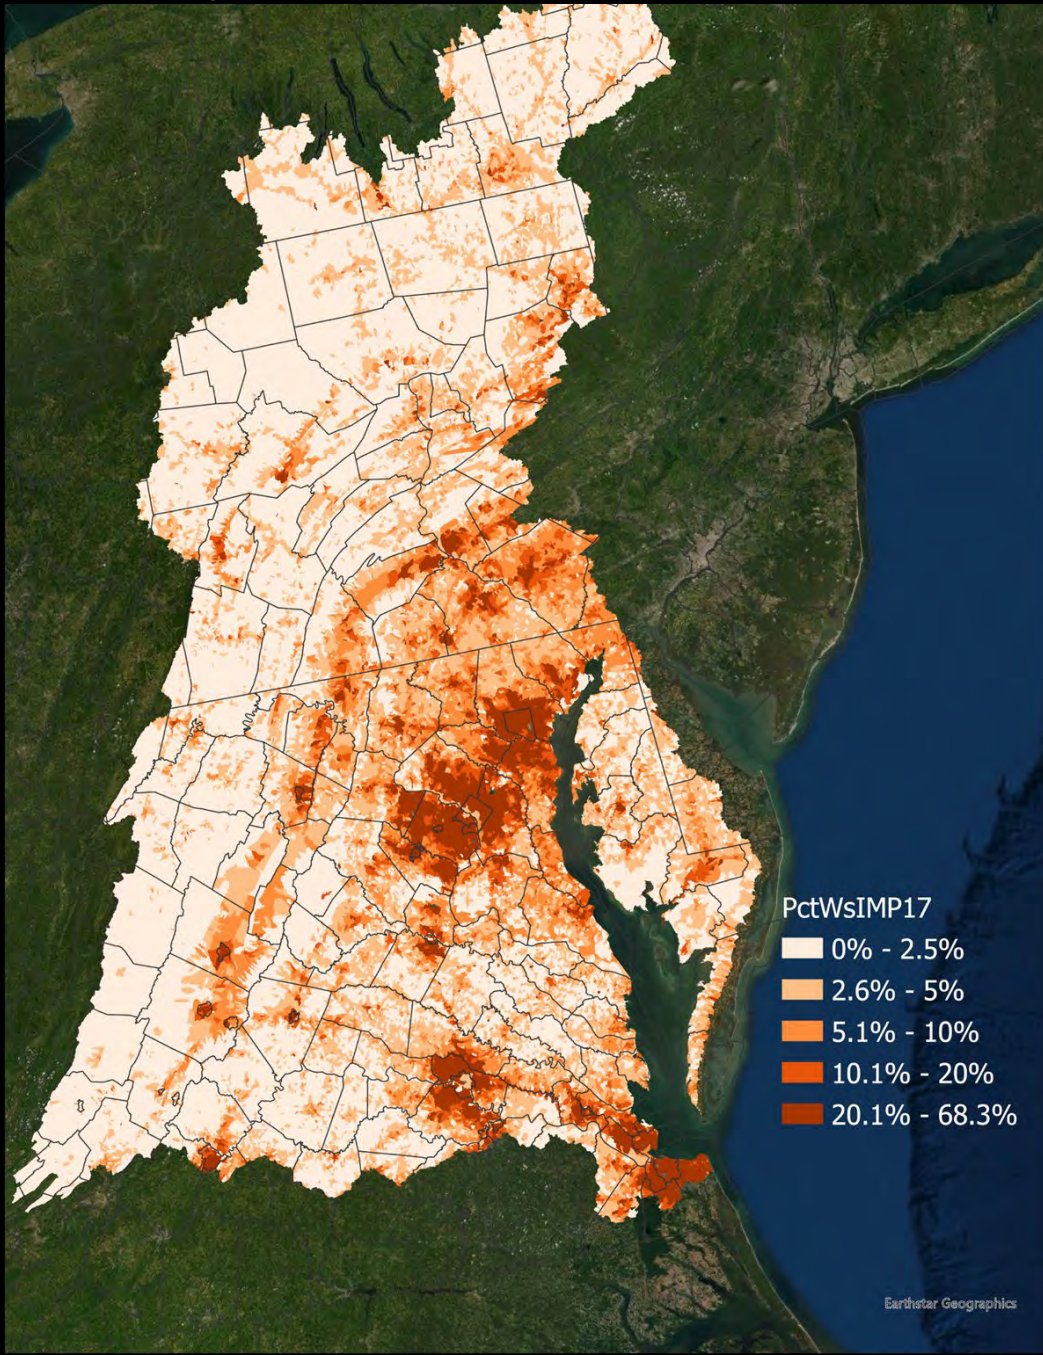 PctWsIMP17
0% - 2.5%
2.6% - 5%
5.1% - 10%
10.1% - 20%
20.1% - 68.3%
Earthstar Geographics